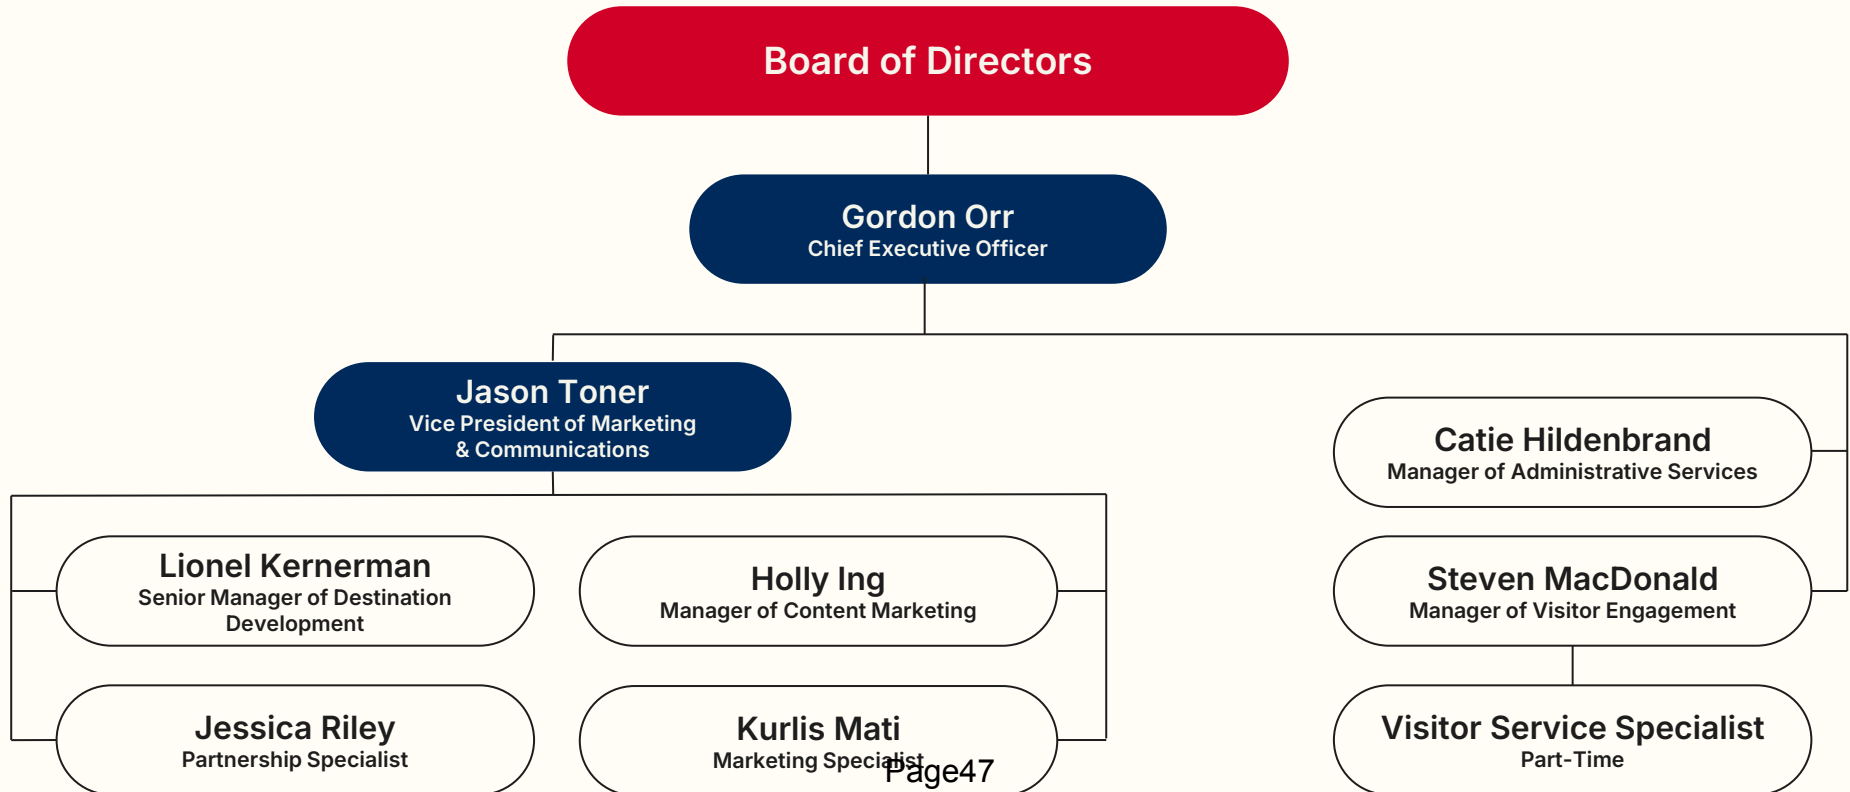 Board of Directors
Gordon Orr
Chief Executive Officer
Jason Toner
Vice President of Marketing
& Communications
Catie Hildenbrand
Manager of Administrative Services
Lionel Kernerman
Senior Manager of Destination
Development
Holly Ing
Manager of Content Marketing
Steven MacDonald
Manager of Visitor Engagement
Jessica Riley
Partnership Specialist
Kurlis Mati
Marketing Specialist
Visitor Service Specialist
Part-Time
Page47